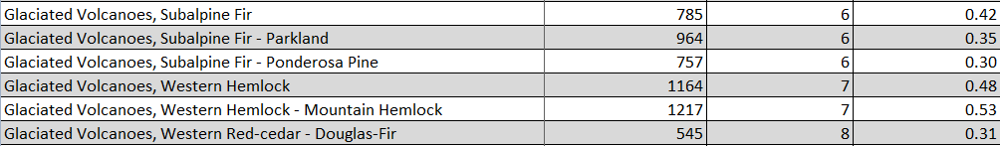 Glaciated Volcanoes, Subalpine Fir 785 6 0.42
Glaciated Volcanoes, Subalpine Fir - Parkland 964 6 0.35
Glaciated Volcanoes, Subalpine Fir - Ponderosa Pine 757 6 0.30
Glaciated Volcanoes, Western Hemlock 1164 7 0.48
Glaciated Volcanoes, Western Hemlock - Mountain Hemlock 1217 7 0.53
Glaciated Volcanoes, Western Red-cedar - Douglas-Fir 545 8 0.31